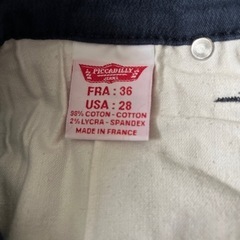 PICCADILLY
JEANS
FRA : 36
USA : 28
98% COTON - COTTON
2% LYCRA - SPANDEX
MADE IN FRANCE